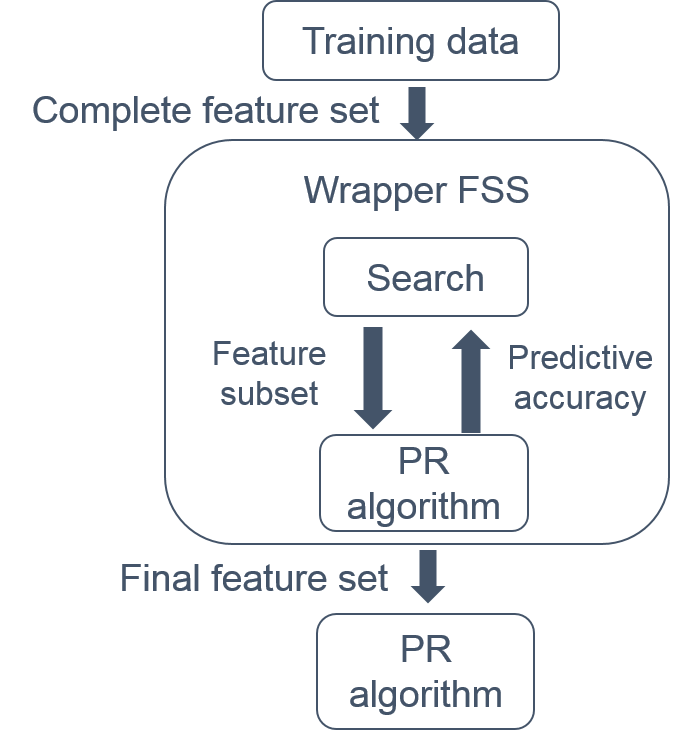 Training data
Complete feature set
Wrapper FSS
Search
Feature
subset
Predictive
accuracy
PR
algorithm
Final feature set
PR
algorithm